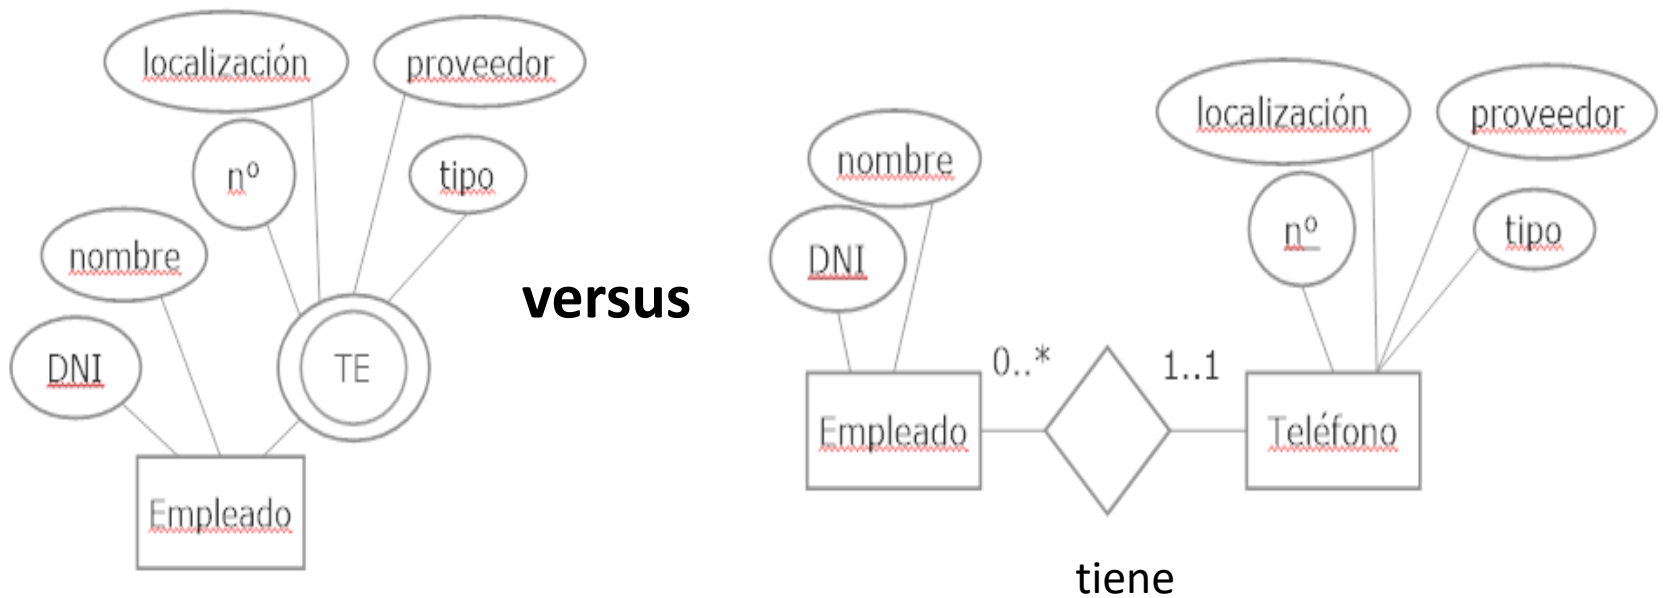 localización
proveedor
nº
tipo
nombre
DNI
TE
Empleado
versus
nombre
DNI
localización
proveedor
nº
tipo
0..*
1..1
Empleado
Teléfono
tiene